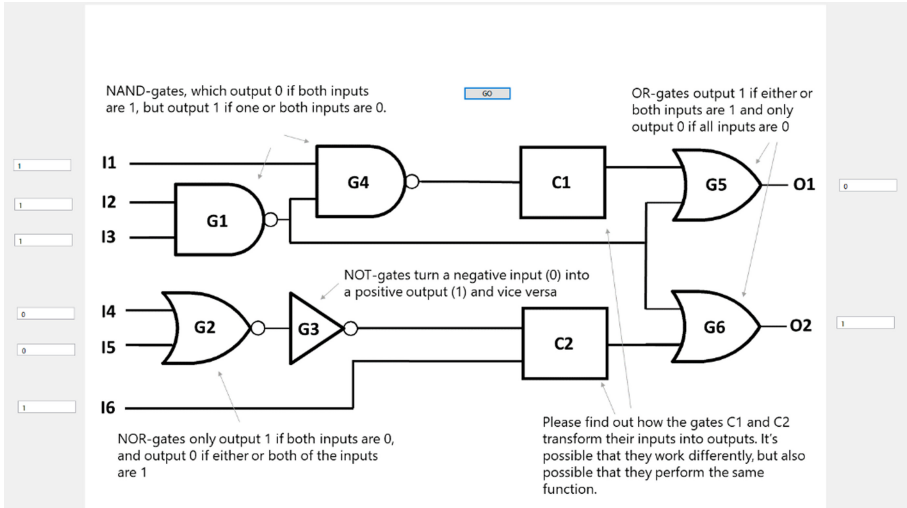 NAND-gates, which output 0 if both inputs
are 1, but output 1 if one or both inputs are 0.
GO
OR-gates output 1 if either or
both inputs are 1 and only
output 0 if all inputs are 0
1
I1
G4
C1
G5
O1
0
1
I2
G1
1
I3
NOT-gates turn a negative input (0) into
a positive output (1) and vice versa
0
I4
G2
G3
C2
G6
O2
1
0
I5
1
I6
NOR-gates only output 1 if both inputs are 0,
and output 0 if either or both of the inputs
are 1
Please find out how the gates C1 and C2
transform their inputs into outputs. It's
possible that they work differently, but also
possible that they perform the same
function.